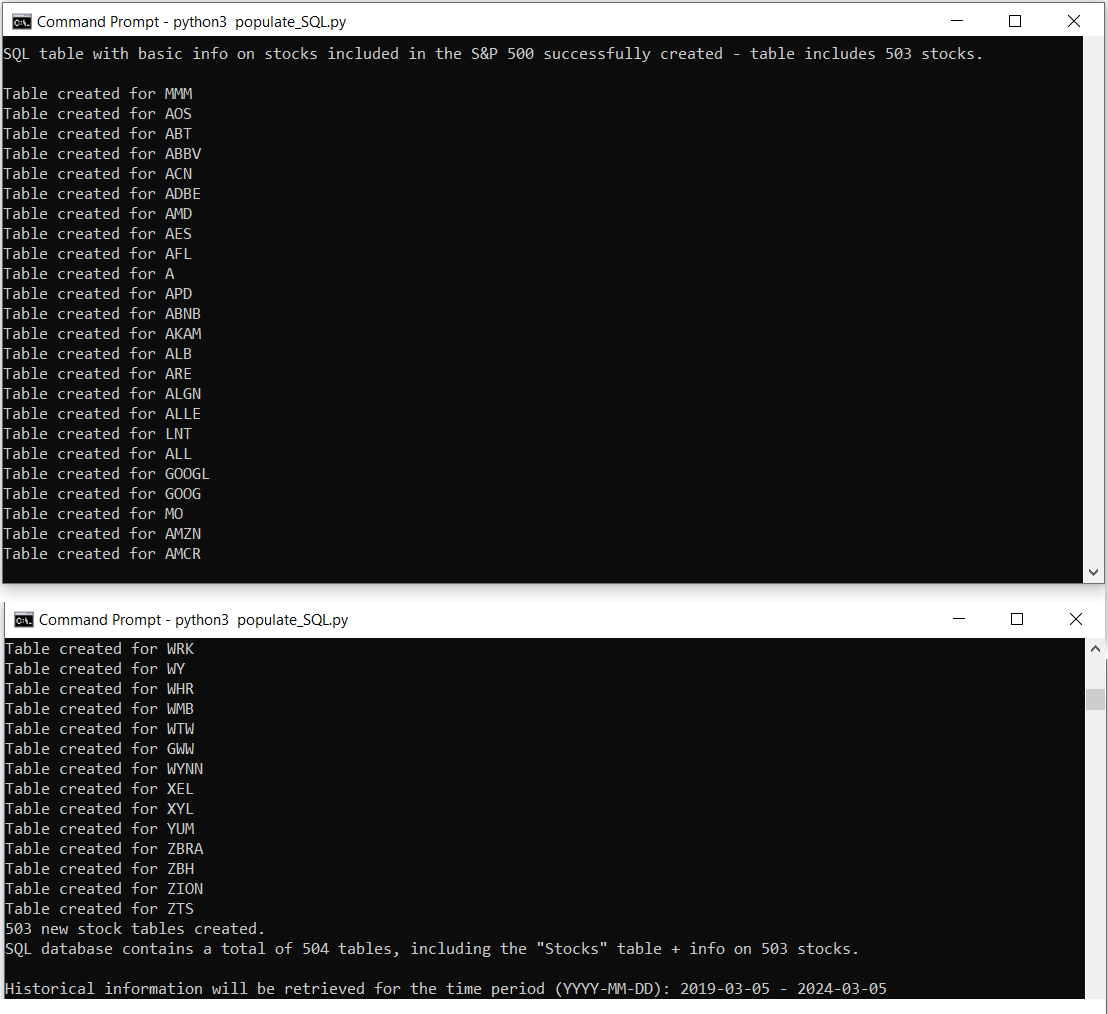 Command Prompt - python3  populate_SQL.py
SQL table with basic info on stocks included in the S&P 500 successfully created - table includes 503 stocks.
Table created for MMM
Table created for AOS
Table created for ABT
Table created for ABBV
Table created for ACN
Table created for ADBE
Table created for AMD
Table created for AES
Table created for AFL
Table created for A
Table created for APD
Table created for ABNB
Table created for AKAM
Table created for ALB
Table created for ARE
Table created for ALGN
Table created for ALLE
Table created for LNT
Table created for ALL
Table created for GOOGL
Table created for GOOG
Table created for MO
Table created for AMZN
Table created for AMCR
Command Prompt - python3  populate_SQL.py
Table created for WRK
Table created for WY
Table created for WHR
Table created for WMB
Table created for WTW
Table created for GWW
Table created for WYNN
Table created for XEL
Table created for XYL
Table created for YUM
Table created for ZBRA
Table created for ZBH
Table created for ZION
Table created for ZTS
503 new stock tables created.
SQL database contains a total of 504 tables, including the "Stocks" table + info on 503 stocks.
Historical information will be retrieved for the time period (YYYY-MM-DD): 2019-03-05 - 2024-03-05